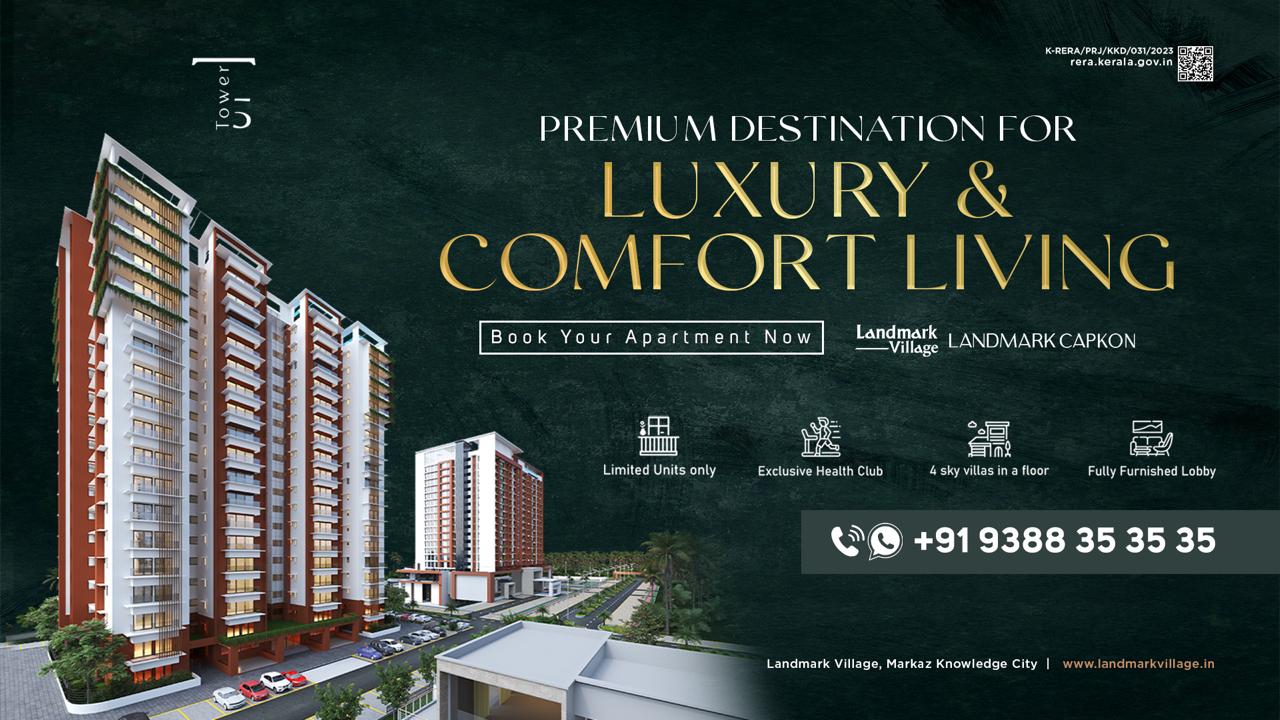 Tower
51
K-RERA/PRJ/KKD/031/2023
rera.kerala.gov.in
PREMIUM DESTINATION FOR
LUXURY &
COMFORT LIVING
Book Your Apartment Now
Landmark
Village
LANDMARK CAPKON
Limited Units only
Exclusive Health Club
4 sky villas in a floor
Fully Furnished Lobby
+91 9388 35 35 35
Landmark Village, Markaz Knowledge City | www.landmarkvillage.in